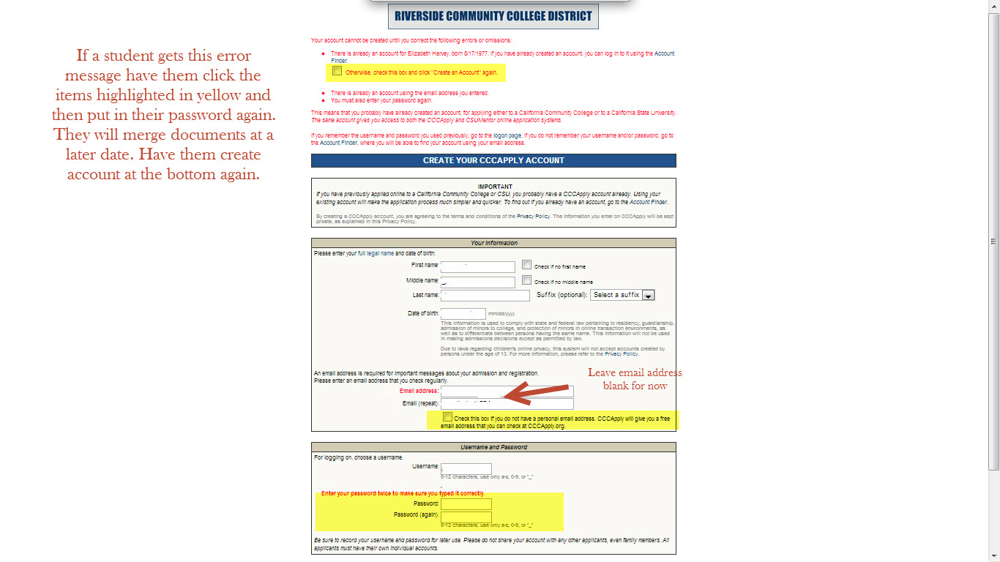 RIVERSIDE COMMUNITY COLLEGE DISTRICT
If a student gets this error
message have them click the
items highlighted in yellow and
then put in their password again.
They will merge documents at a
later date. Have them create
account at the bottom again.
Your account cannot be created until you correct the following errors or omissions:
There is already an account for Elizabeth Harvey, born 8/17/1977. If you have already created an account, you can log in to it using the Account
Finder.
Otherwise, check this box and click "Create an Account" again.
There is already an account using the email address you entered.
You must also enter your password again.
This means that you probably have already created an account, for applying either to a California Community College or to a California State University.
The same account gives you access to both the CCCApply and CSUMentor online application systems.
If you remember the username and password you used previously, go to the logon page. If you do not remember your username and/or password, go to
the Account Finder, where you will be able to find your account using your email address.
CREATE YOUR CCCAPPLY ACCOUNT
IMPORTANT
If you have previously applied online to a California Community College or CSU, you probably have a CCCApply account already. Using your
existing account will make the application process much simpler and quicker. To find out if you already have an account, go to the Account Finder.
By creating a CCCApply account, you are agreeing to the terms and conditions of the Privacy Policy. The information you enter on CCCApply will be kept
private, as explained in this Privacy Policy.
Your Information
Please enter your full legal name and date of birth:
First name: Check if no first name
Middle name: Check if no middle name
Last name: Suffix (optional): Select a suffix
Date of birth: mm/dd/yyyy
This information is used to comply with state and federal law pertaining to residency, guardianship,
admission of minors to college, and protection of minors in online transaction environments, as
well as to differentiate between persons having the same name. This information will not be used
in making admissions decisions except as permitted by law.
Due to laws regarding children's online privacy, this system will not accept accounts created by
persons under the age of 13. For more information, please refer to the Privacy Policy.
An email address is required for important messages about your admission and registration.
Please enter an email address that you check regularly.
Leave email address
blank for now
Email address:
Email (repeat):
Check this box if you do not have a personal email address. CCCApply will give you a free
email address that you can check at CCCApply.org.
Username and Password
For logging on, choose a username.
Username:
5-12 characters; use only a-z, 0-9, or "_"
Enter your password twice to make sure you typed it correctly.
Password:
Password (again):
5-12 characters; use only a-z, 0-9, or "_"
Be sure to record your username and password for later use. Please do not share your account with any other applicants, even family members. All
applicants must have their own individual accounts.